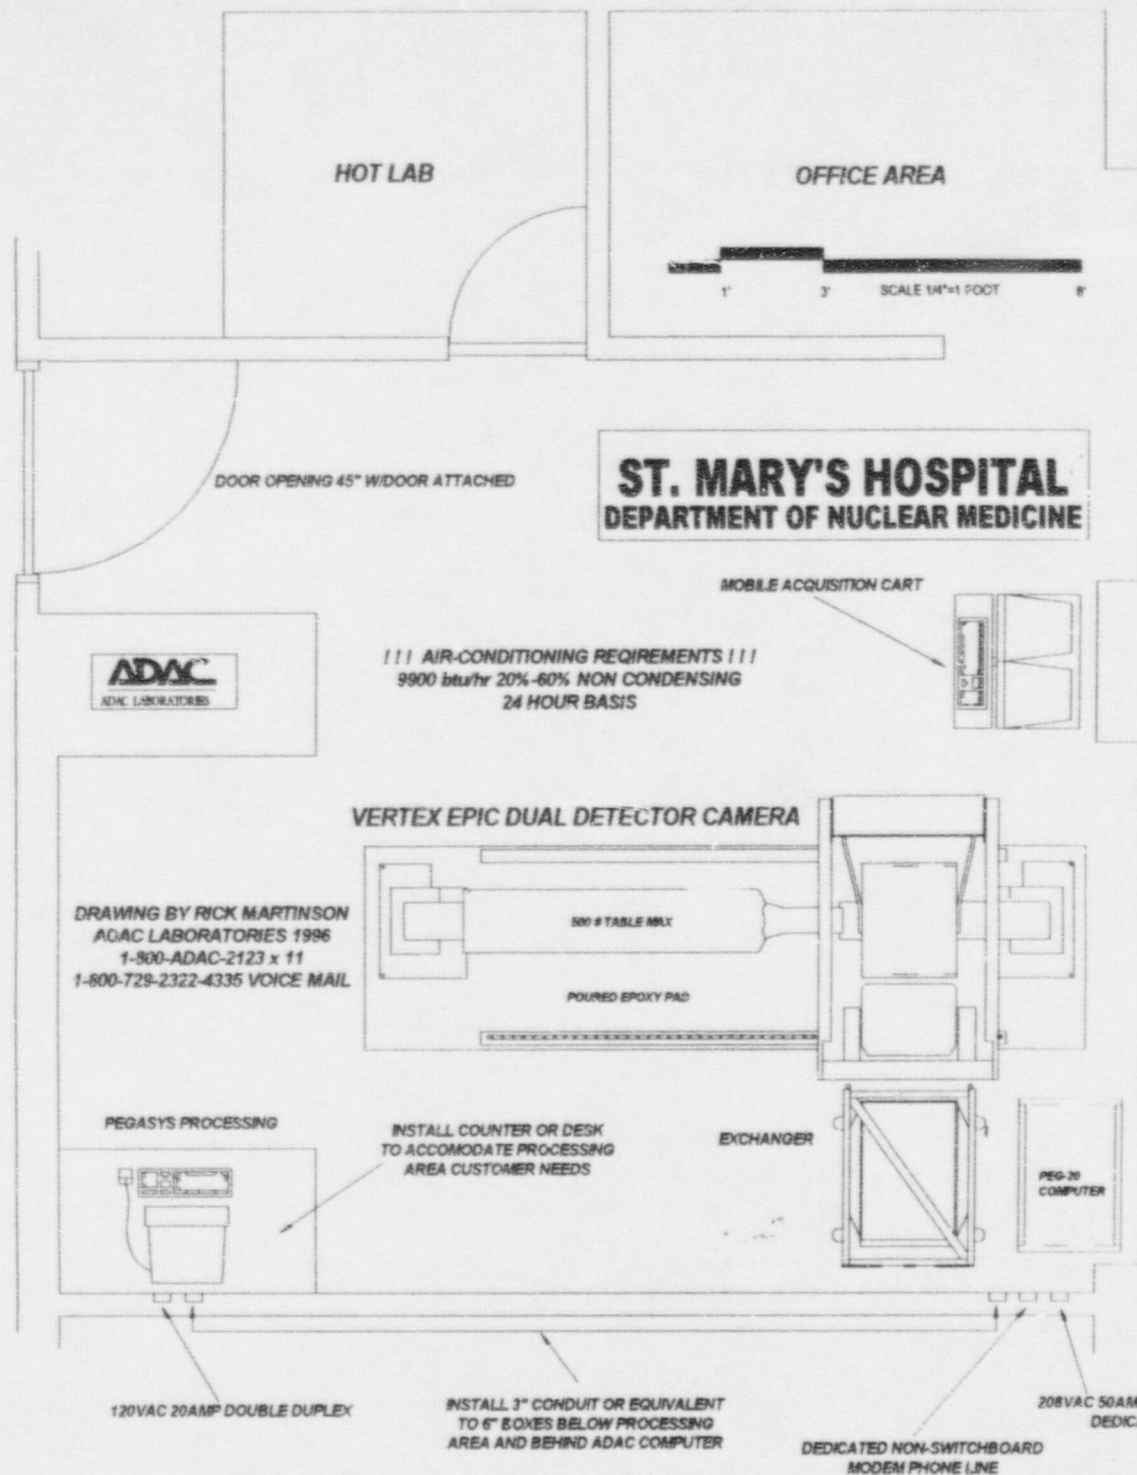 HOT LAB
OFFICE AREA
1' 3' SCALE 1/4"=1 FOOT 8'
DOOR OPENING 45" W/DOOR ATTACHED
ST. MARY'S HOSPITAL
DEPARTMENT OF NUCLEAR MEDICINE
MOBILE ACQUISITION CART
ADAC
ADAC LABORATORIES
!!! AIR-CONDITIONING REQIREMENTS !!!
9900 btu/hr 20%-60% NON CONDENSING
24 HOUR BASIS
VERTEX EPIC DUAL DETECTOR CAMERA
DRAWING BY RICK MARTINSON
ADAC LABORATORIES 1996
1-800-ADAC-2123 x 11
1-800-729-2322-4335 VOICE MAIL
500 # TABLE MAX
POURED EPOXY PAD
PEGASYS PROCESSING
INSTALL COUNTER OR DESK
TO ACCOMODATE PROCESSING
AREA CUSTOMER NEEDS
EXCHANGER
PEG-20
COMPUTER
120VAC 20AMP DOUBLE DUPLEX
INSTALL 3" CONDUIT OR EQUIVALENT
TO 6" BOXES BELOW PROCESSING
AREA AND BEHIND ADAC COMPUTER
DEDICATED NON-SWITCHBOARD
MODEM PHONE LINE
208VAC 50AM
DEDIC